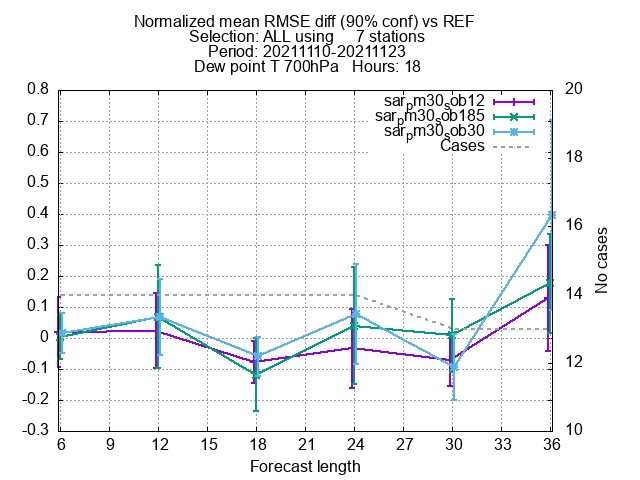 Normalized mean RMSE diff (90% conf) vs REF
Selection: ALL using 7 stations
Period: 20211110-20211123
Dew point T 700hPa Hours: 18
sar_pm30_sob12
sar_pm30_sob185
sar_pm30_sob30
Cases
0.8
0.7
0.6
0.5
0.4
0.3
0.2
0.1
0
-0.1
-0.2
-0.3
20
18
16
14
12
10
No cases
6 9 12 15 18 21 24 27 30 33 36
Forecast length